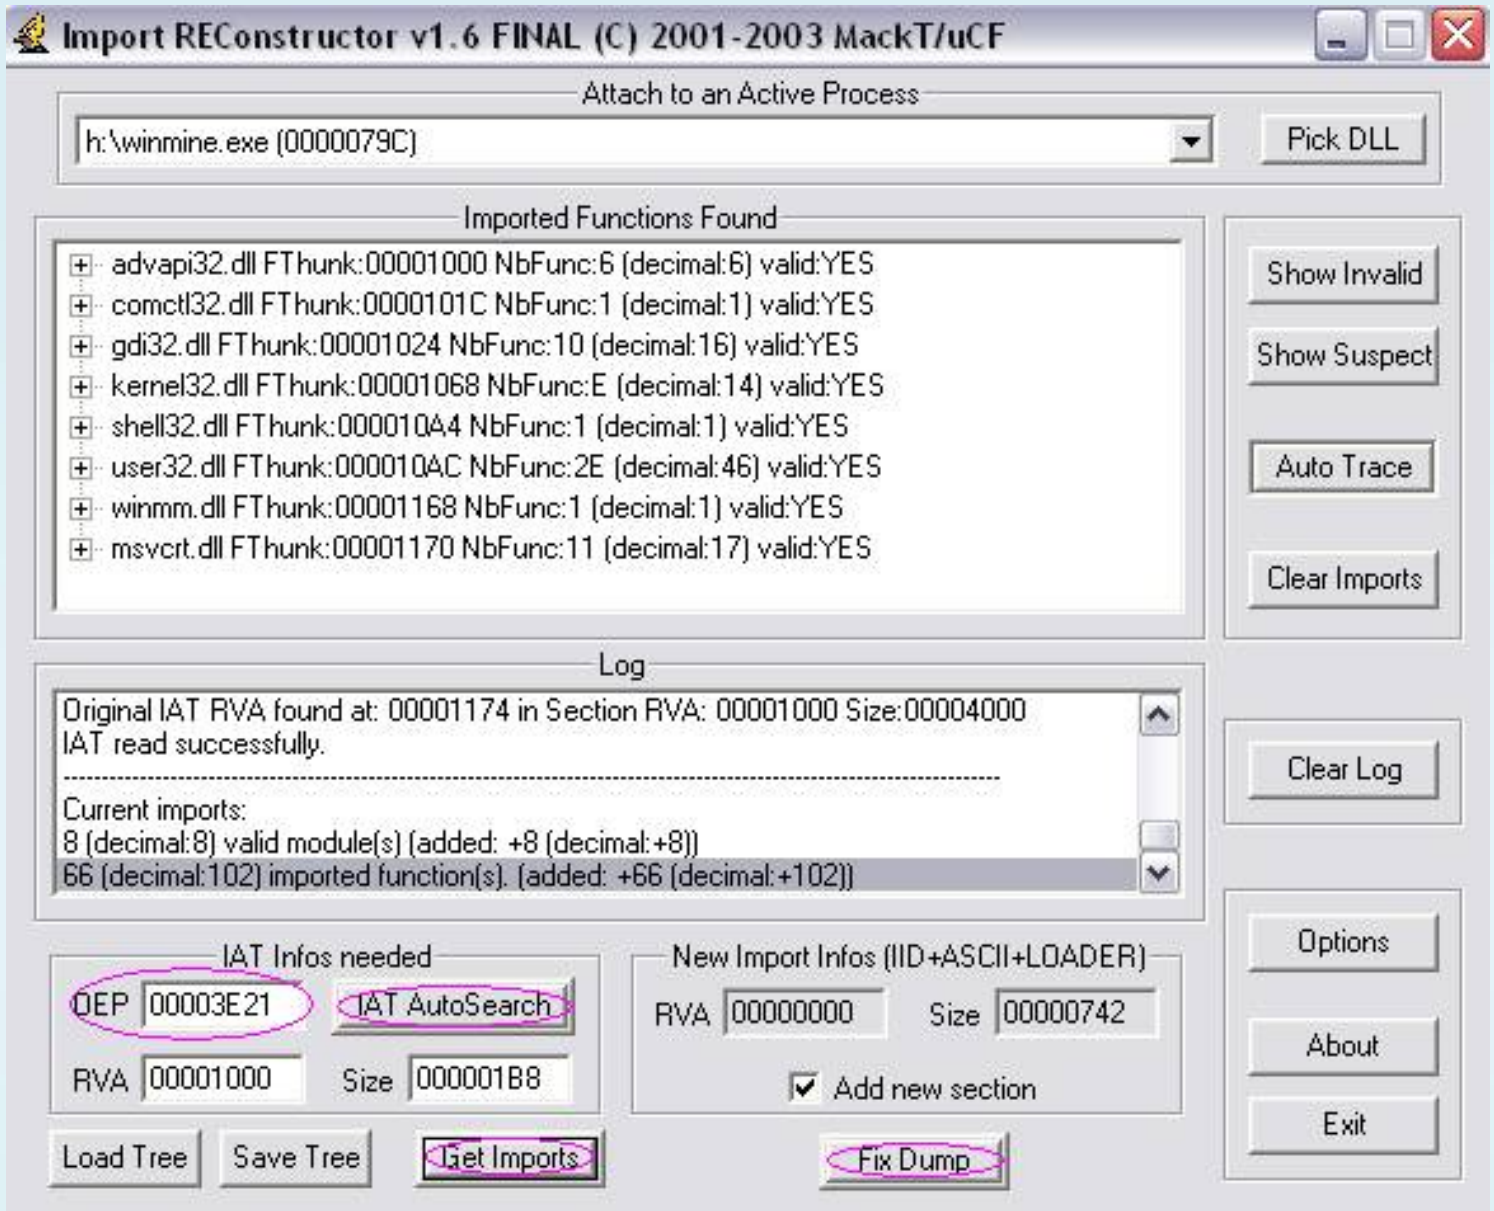 Import REConstructor v1.6 FINAL (C) 2001-2003 MackT/uCF
Attach to an Active Process
h:\winmine.exe (0000079C)
Pick DLL
Imported Functions Found
advapi32.dll FThunk:00001000 NbFunc:6 (decimal:6) valid:YES
comctl32.dll FThunk:0000101C NbFunc:1 (decimal:1) valid:YES
gdi32.dll FThunk:00001024 NbFunc:10 (decimal:16) valid:YES
kernel32.dll FThunk:00001068 NbFunc:E (decimal:14) valid:YES
shell32.dll FThunk:000010A4 NbFunc:1 (decimal:1) valid:YES
user32.dll FThunk:000010AC NbFunc:2E (decimal:46) valid:YES
winmm.dll FThunk:00001168 NbFunc:1 (decimal:1) valid:YES
msvcrt.dll FThunk:00001170 NbFunc:11 (decimal:17) valid:YES
Show Invalid
Show Suspect
Auto Trace
Clear Imports
Log
Original IAT RVA found at: 00001174 in Section RVA: 00001000 Size:00004000
IAT read successfully.
Current imports:
8 (decimal:8) valid module(s) (added: +8 (decimal:+8))
66 (decimal:102) imported function(s). (added: +66 (decimal:+102))
Clear Log
IAT Infos needed
OEP 00003E21 IAT AutoSearch
RVA 00001000 Size 000001B8
New Import Infos (IID+ASCII+LOADER)
RVA 00000000 Size 00000742
Add new section
Load Tree Save Tree Get Imports Fix Dump
Options
About
Exit